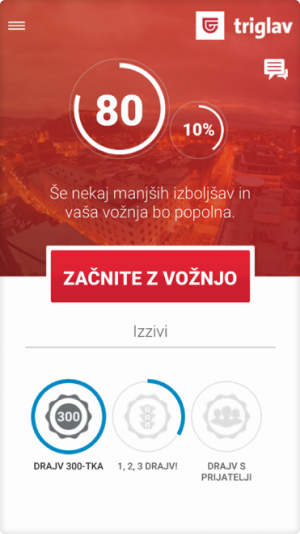 triglav
80
10%
Še nekaj manjših izboljšav in
vaša vožnja bo popolna.
ZAČNITE Z VOŽNJO
Izzivi
300
DRAJV 300-TKA
1, 2, 3 DRAJV!
DRAJV S
PRIJATELJI